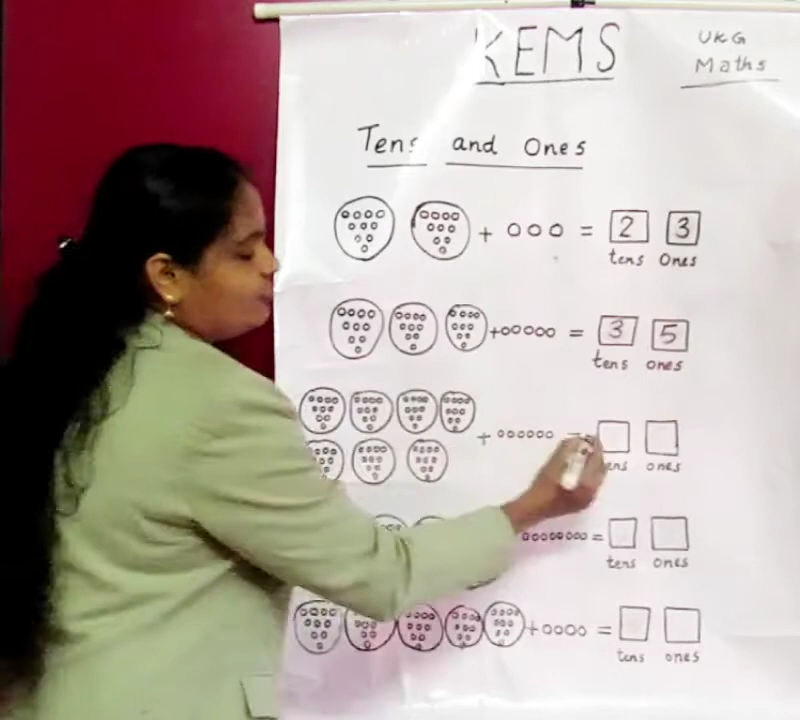 KEMS
UKG
Maths
Tens and Ones
+ = 2 3
tens Ones
+ = 3 5
tens ones
+ =
ens ones
=
tens ones
+ =
tens ones